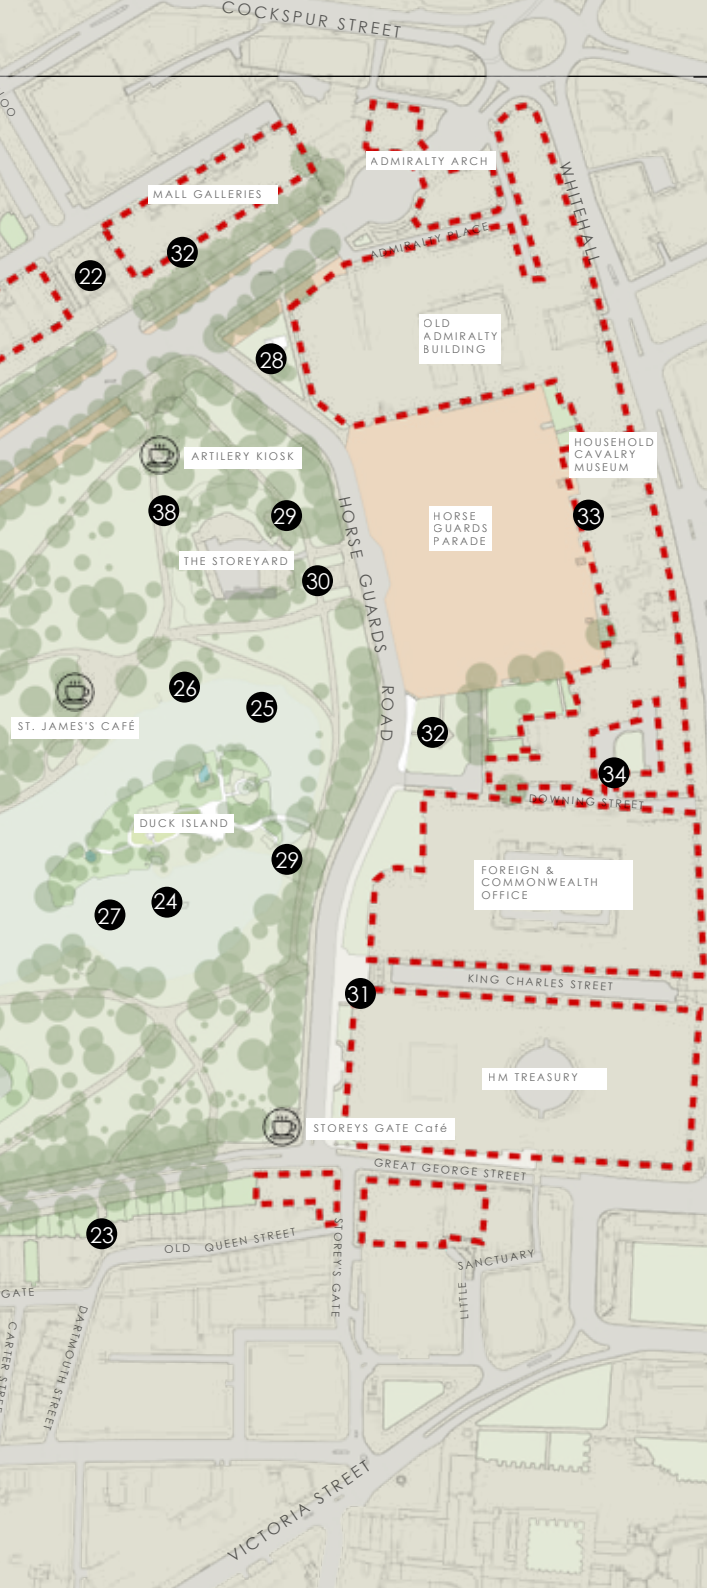 COCKSPUR STREET
ADMIRALTY ARCH
MALL GALLERIES
WHITEHALL
ADMIRALTY PLACE
32
22
OLD
ADMIRALTY
BUILDING
28
HOUSEHOLD
CAVALRY
MUSEUM
ARTILERY KIOSK
38
29
HORSE
GUARDS
PARADE
33
HORSE GUARDS ROAD
THE STOREYARD
30
26
25
ST. JAMES'S CAFÉ
32
34
DOWNING STREET
DUCK ISLAND
29
FOREIGN &
COMMONWEALTH
OFFICE
24
27
KING CHARLES STREET
31
HM TREASURY
STOREYS GATE Café
GREAT GEORGE STREET
23
OLD QUEEN STREET
STOREY'S GATE
LITTLE SANCTUARY
GATE
DARTMOUTH STREET
VICTORIA STREET